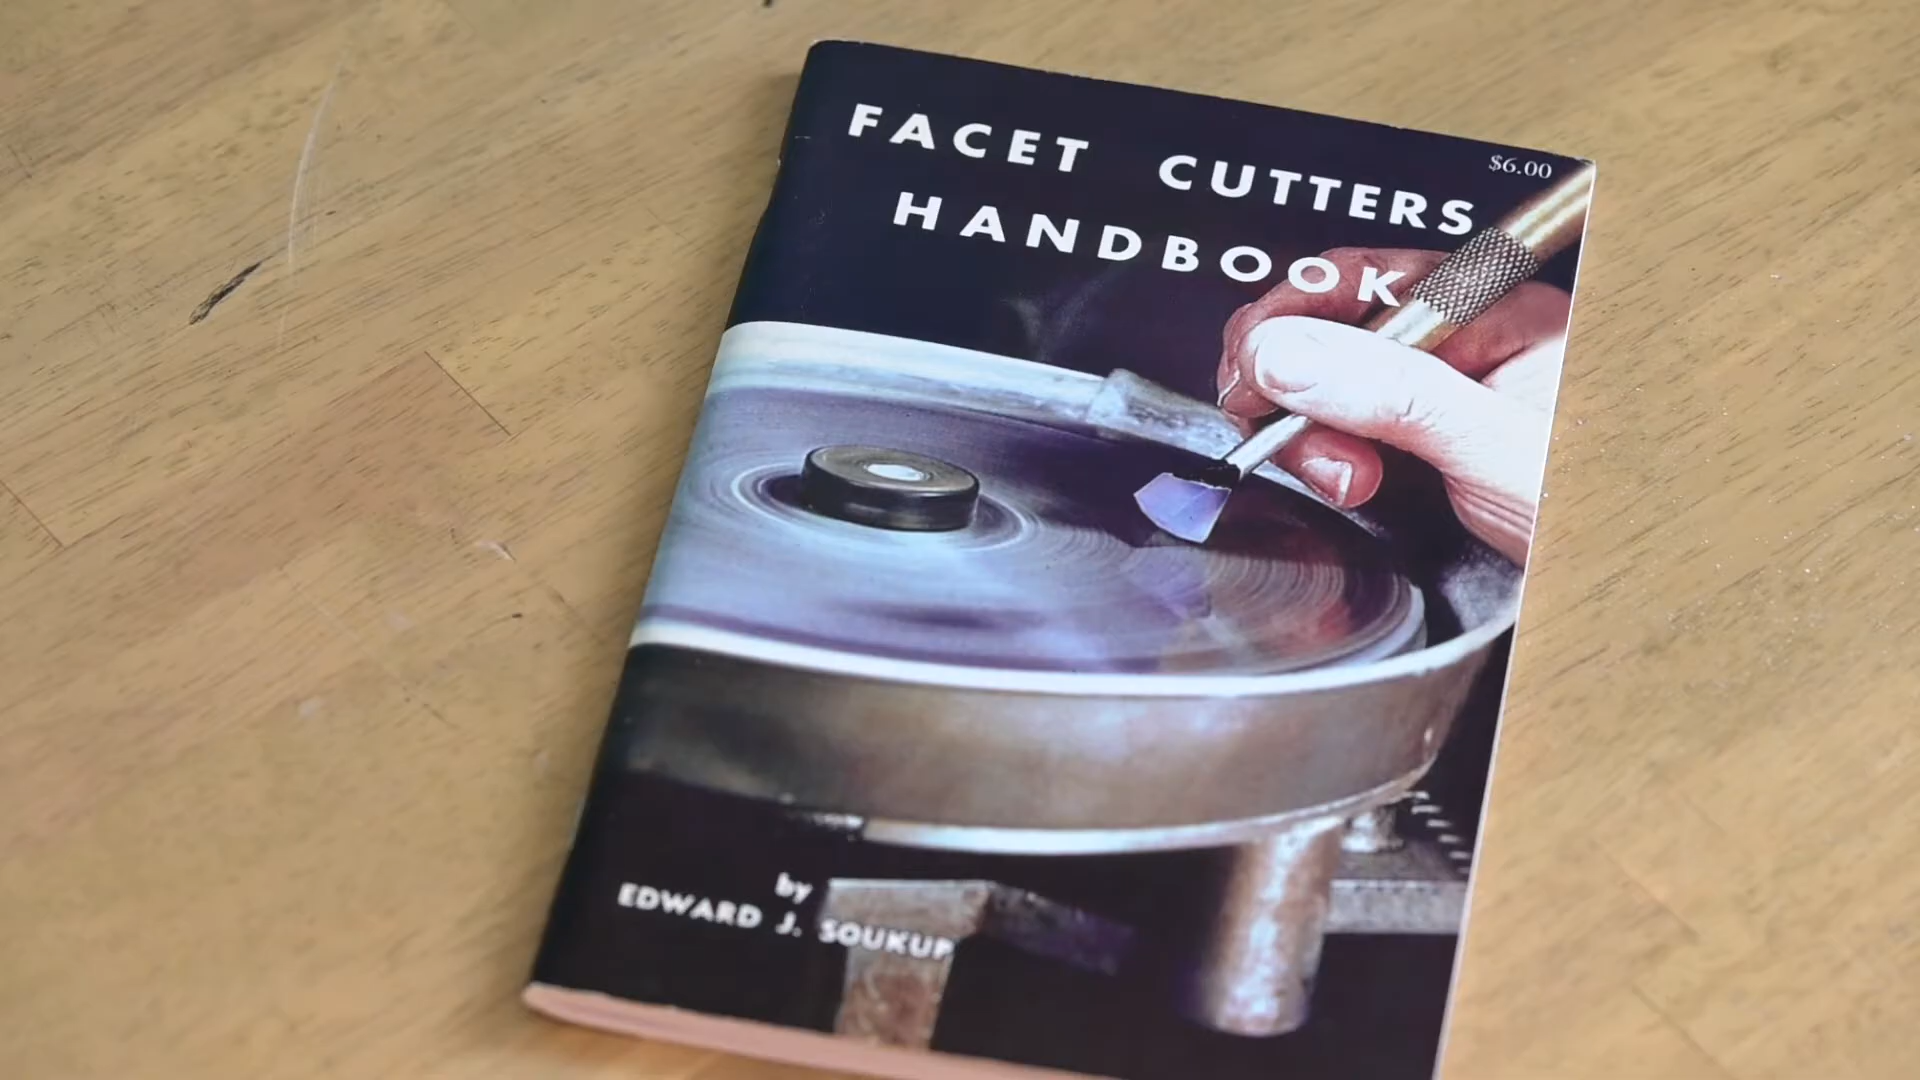 FACET CUTTERS
HANDBOOK
$6.00
by
EDWARD J. SOUKUP